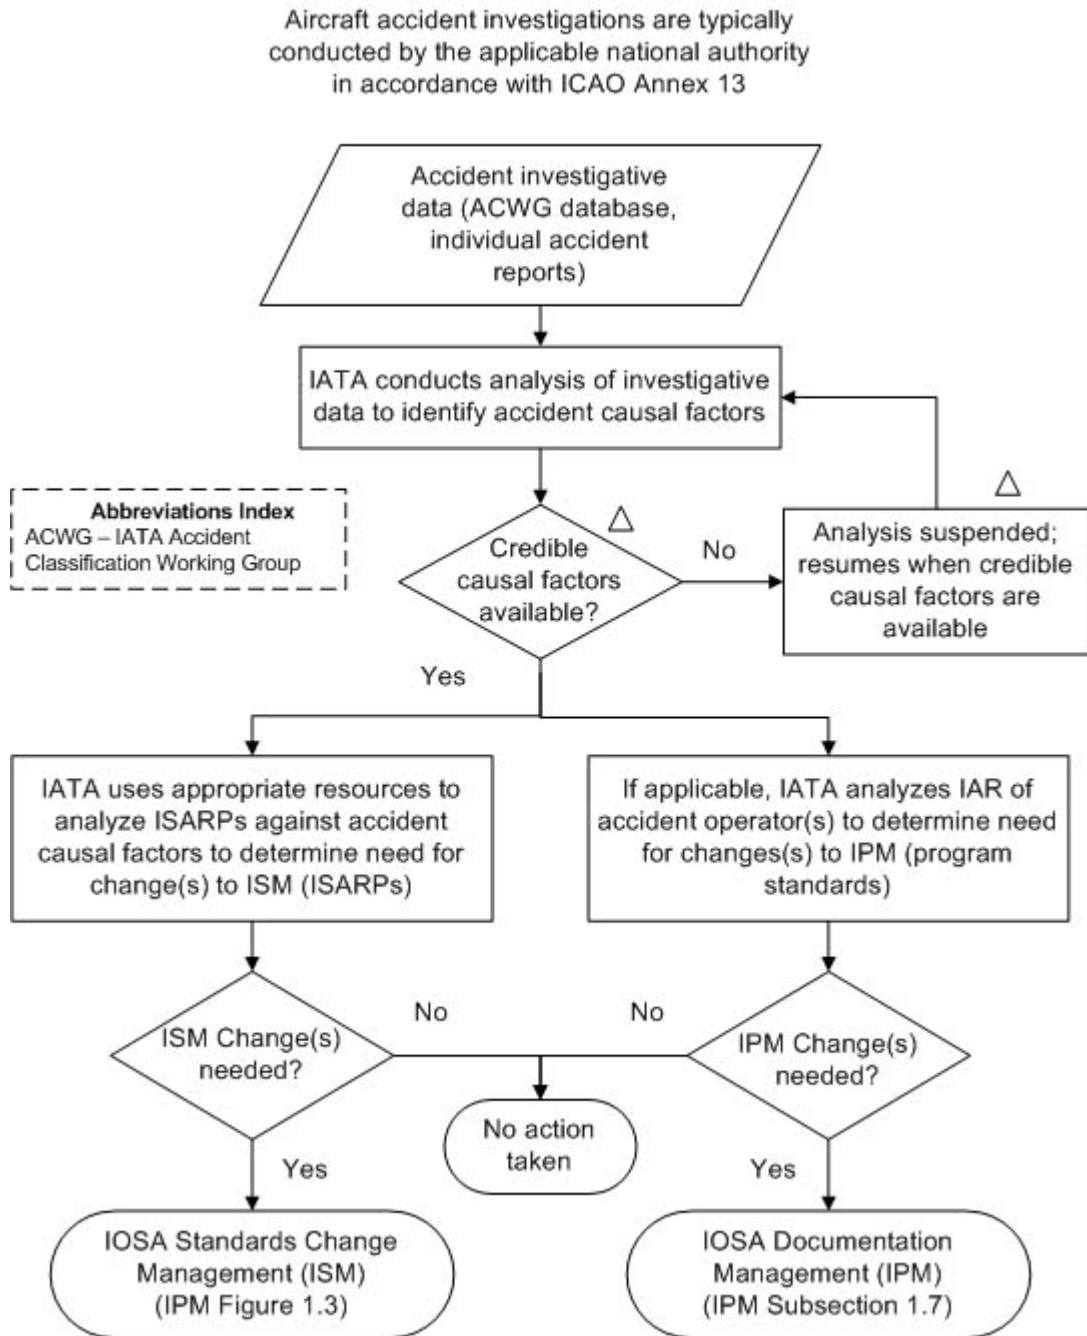 Aircraft accident investigations are typically
conducted by the applicable national authority
in accordance with ICAO Annex 13
Accident investigative
data (ACWG database,
individual accident
reports)
IATA conducts analysis of investigative
data to identify accident causal factors
Abbreviations Index
ACWG – IATA Accident
Classification Working Group
Credible
causal factors
available?
No
Analysis suspended;
resumes when credible
causal factors are
available
Yes
IATA uses appropriate resources to
analyze ISARPs against accident
causal factors to determine need for
change(s) to ISM (ISARPs)
If applicable, IATA analyzes IAR of
accident operator(s) to determine need
for changes(s) to IPM (program
standards)
ISM Change(s)
needed?
No
No
IPM Change(s)
needed?
No action
taken
Yes
Yes
IOSA Standards Change
Management (ISM)
(IPM Figure 1.3)
IOSA Documentation
Management (IPM)
(IPM Subsection 1.7)